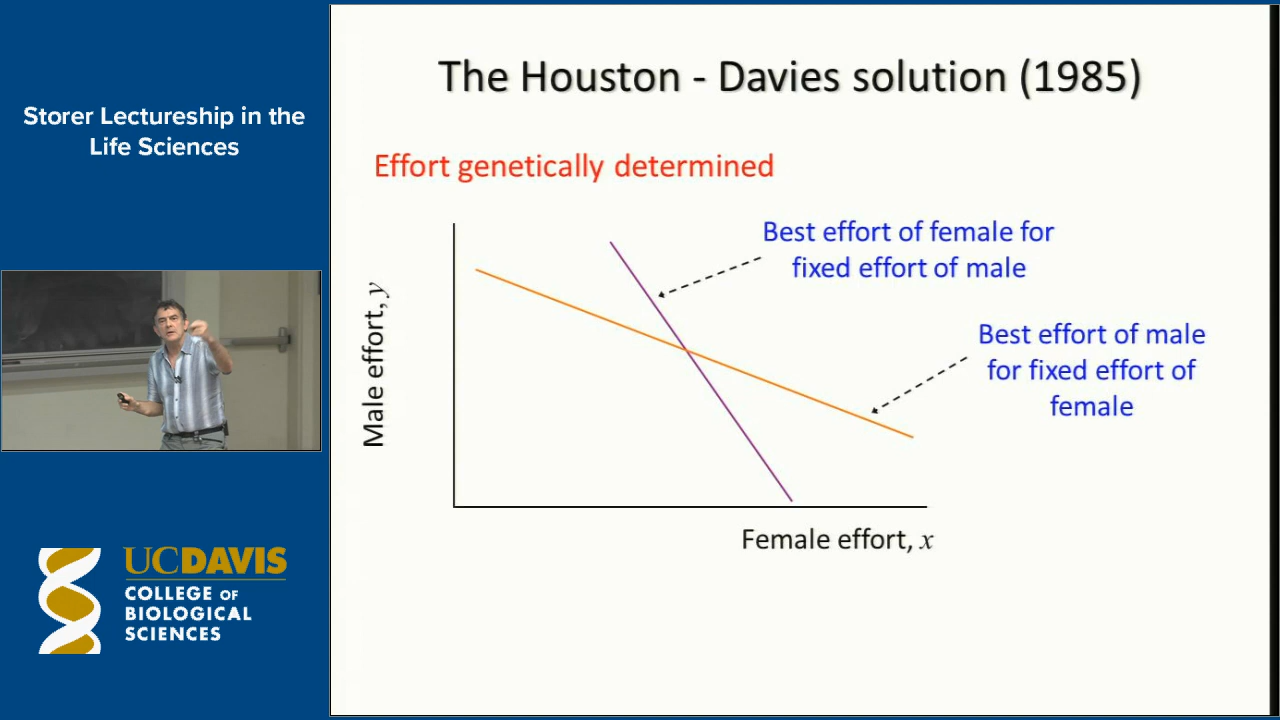 Storer Lectureship in the
Life Sciences
UCDAVIS
COLLEGE OF
BIOLOGICAL
SCIENCES
The Houston - Davies solution (1985)
Effort genetically determined
Best effort of female for
fixed effort of male
Best effort of male
for fixed effort of
female
Male effort, y
Female effort, x